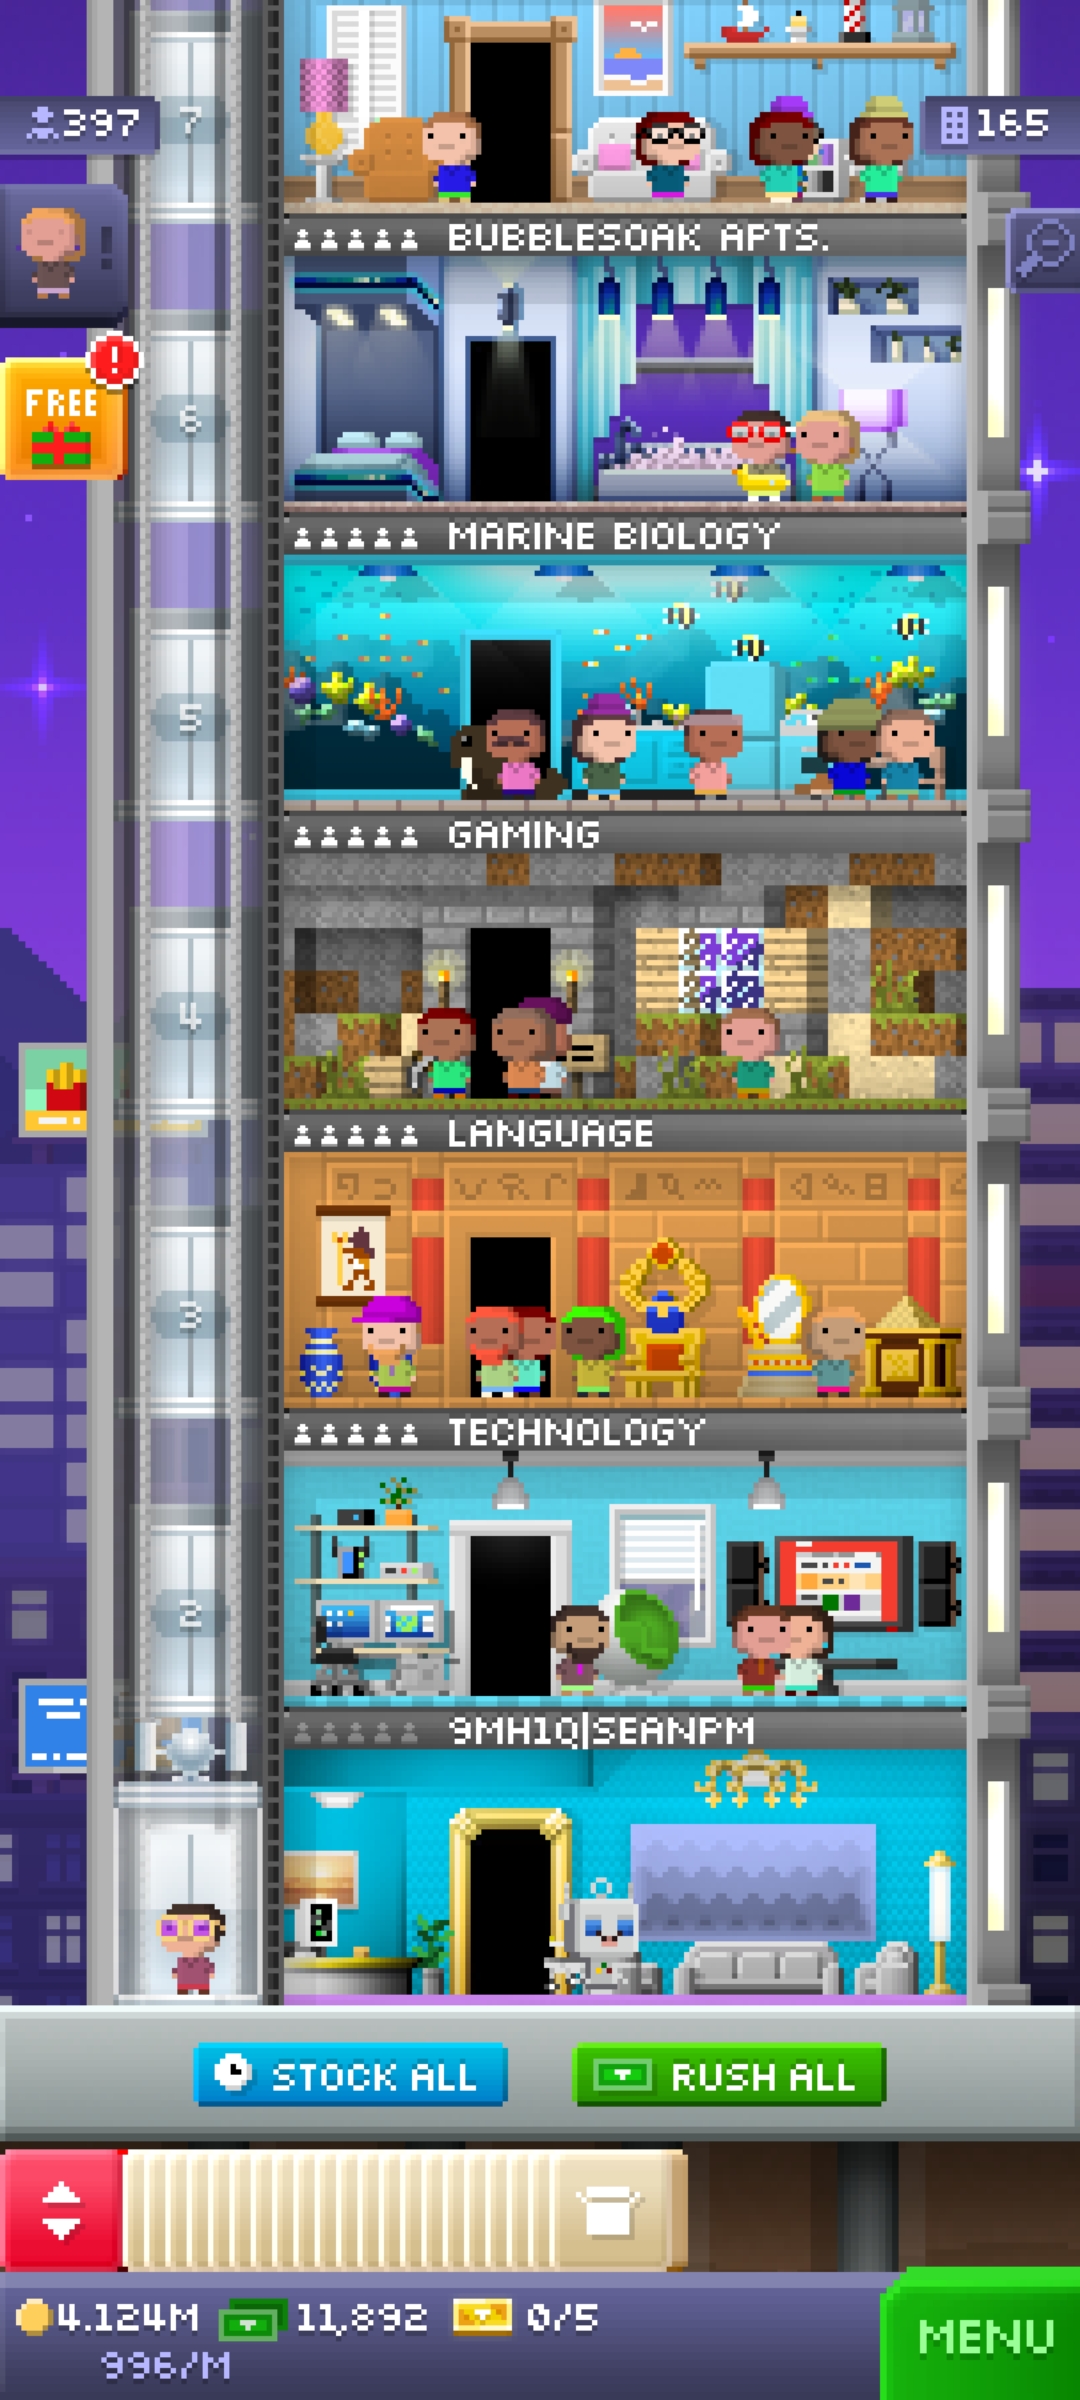 397
7
165
!
BUBBLESOAK APTS.
!
FREE
6
MARINE BIOLOGY
5
GAMING
4
LANGUAGE
3
TECHNOLOGY
2
9MH1Q|SEANPM
STOCK ALL
RUSH ALL
4.124M
11,892
0/5
996/M
MENU